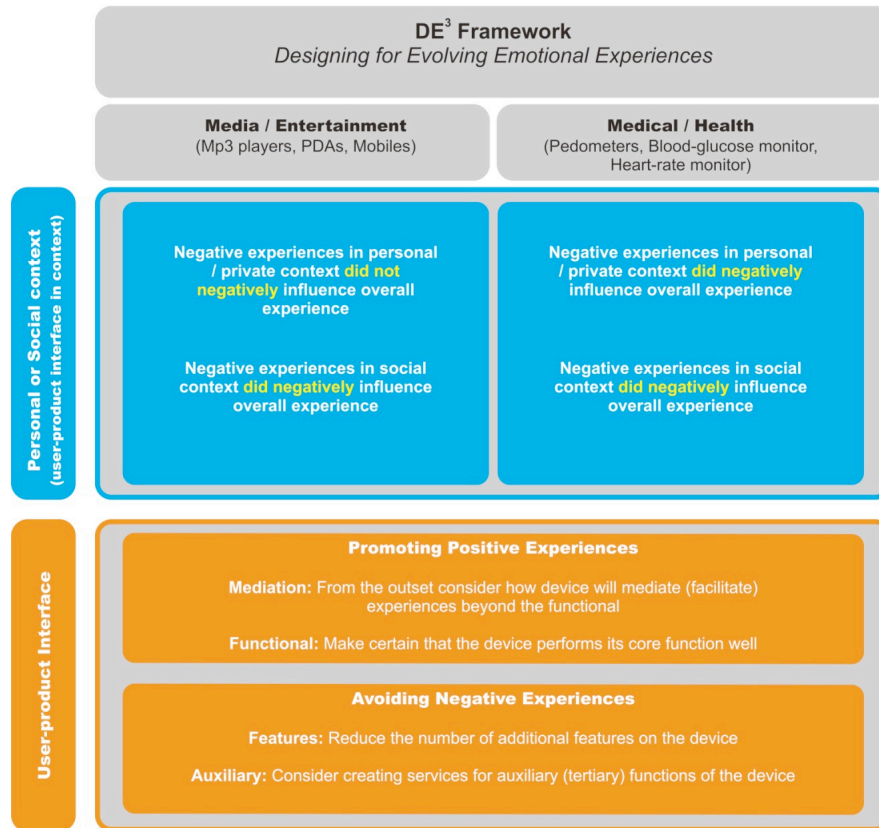 DE³ Framework
Designing for Evolving Emotional Experiences
Media / Entertainment
(Mp3 players, PDAs, Mobiles)
Medical / Health
(Pedometers, Blood-glucose monitor,
Heart-rate monitor)
Personal or Social context
(user-product interface in context)
Negative experiences in personal
/ private context did not
negatively influence overall
experience
Negative experiences in social
context did negatively influence
overall experience
Negative experiences in personal
/ private context did negatively
influence overall experience
Negative experiences in social
context did negatively influence
overall experience
User-product Interface
Promoting Positive Experiences
Mediation: From the outset consider how device will mediate (facilitate)
experiences beyond the functional
Functional: Make certain that the device performs its core function well
Avoiding Negative Experiences
Features: Reduce the number of additional features on the device
Auxiliary: Consider creating services for auxiliary (tertiary) functions of the device